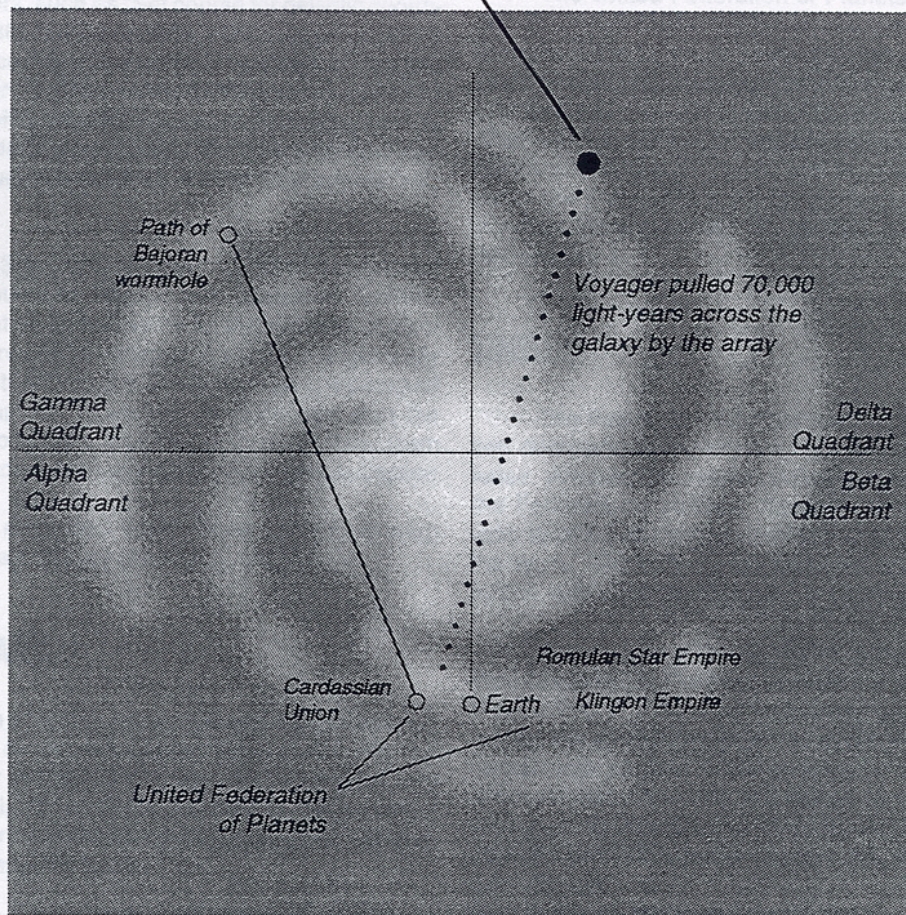 Path of
Bajoran
wormhole
Voyager pulled 70,000
light-years across the
galaxy by the array
Gamma
Quadrant
Delta
Quadrant
Alpha
Quadrant
Beta
Quadrant
Romulan Star Empire
Cardassian
Union
Earth
Klingon Empire
United Federation
of Planets